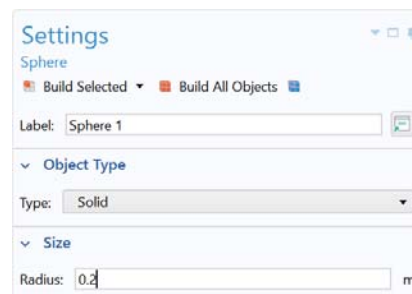 Settings
Sphere
Build Selected Build All Objects
Label: Sphere 1
Object Type
Type: Solid
Size
Radius: 0.2 m